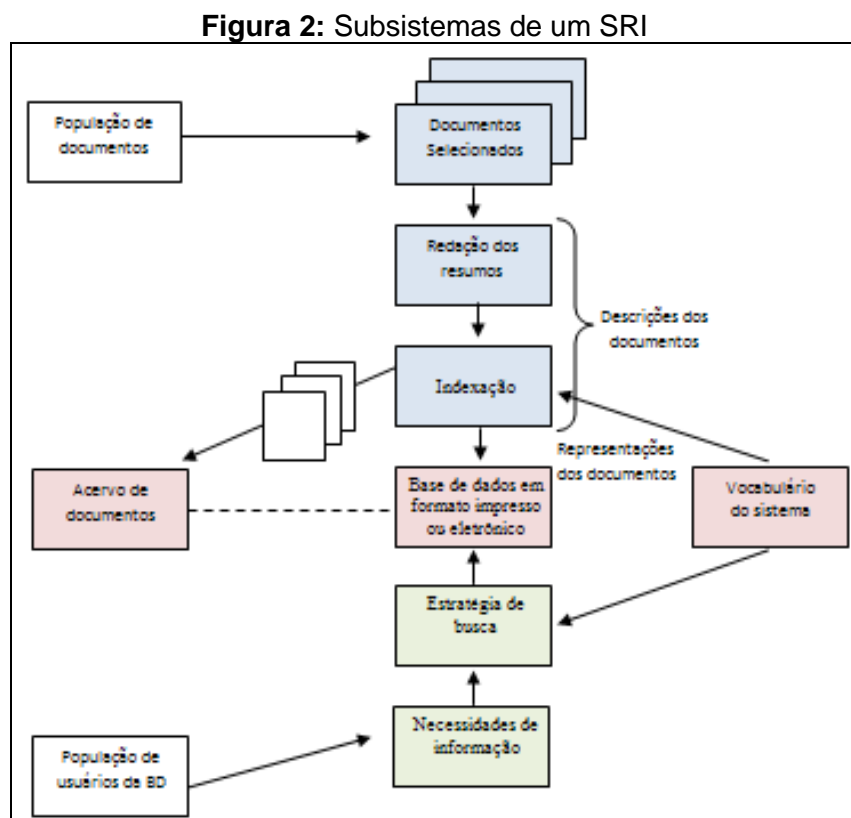 Figura 2: Subsistemas de um SRI
População de
documentos
Documentos
Selecionados
Redação dos
resumos
Descrições dos
documentos
Indexação
Representações
dos documentos
Acervo de
documentos
Base de dados em
formato impresso
ou eletrônico
Vocabulário
do sistema
Estratégia de
busca
Necessidades de
informação
População de
usuários da BD